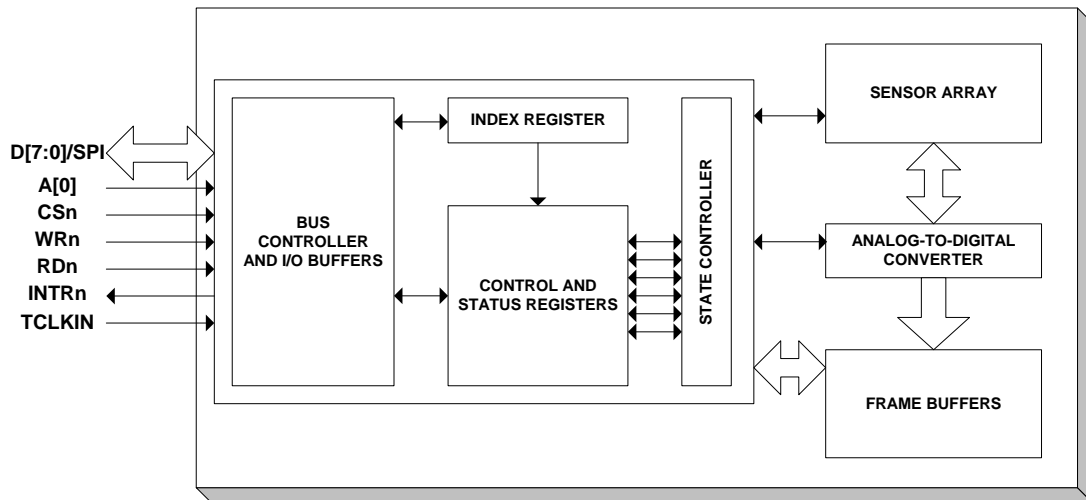 D[7:0]/SPI
A[0]
CSn
WRn
RDn
INTRn
TCLKIN
BUS
CONTROLLER
AND I/O BUFFERS
INDEX REGISTER
CONTROL AND
STATUS REGISTERS
STATE CONTROLLER
SENSOR ARRAY
ANALOG-TO-DIGITAL
CONVERTER
FRAME BUFFERS